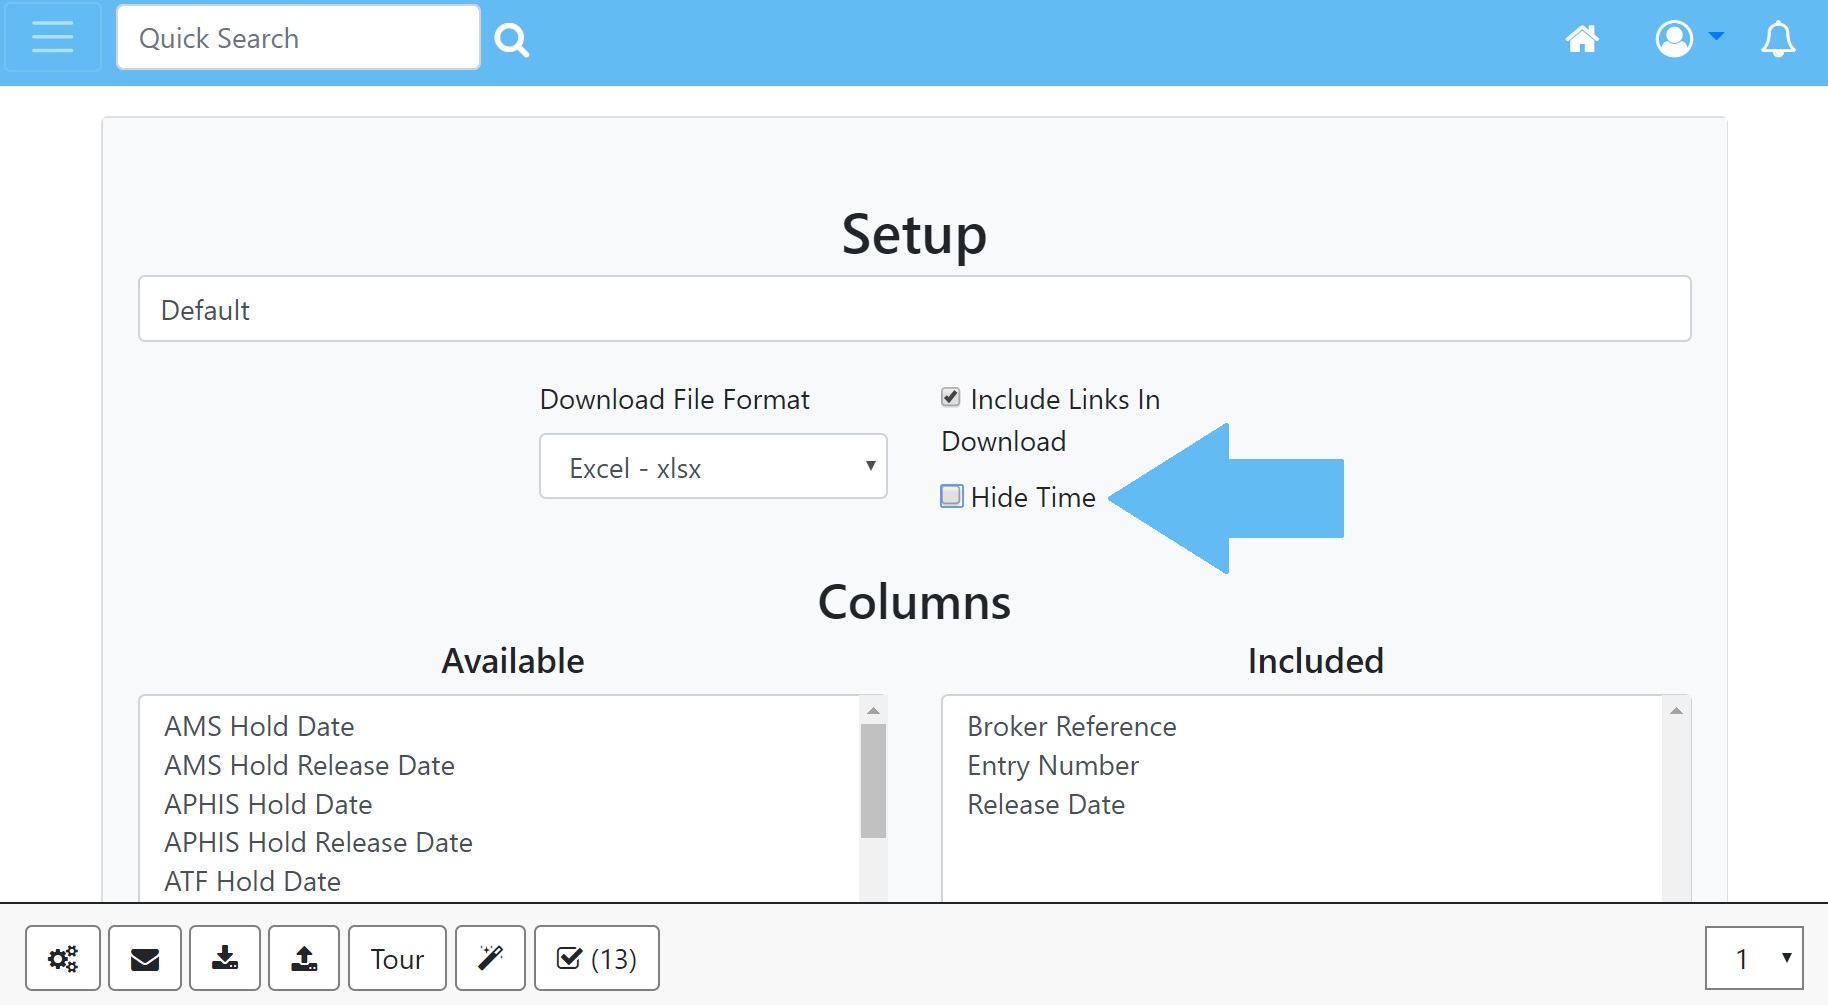 Quick Search
Setup
Default
Download File Format
Include Links In
Download
Excel - xlsx
Hide Time
Columns
Available
Included
AMS Hold Date
AMS Hold Release Date
APHIS Hold Date
APHIS Hold Release Date
ATF Hold Date
Broker Reference
Entry Number
Release Date
Tour
(13)
1